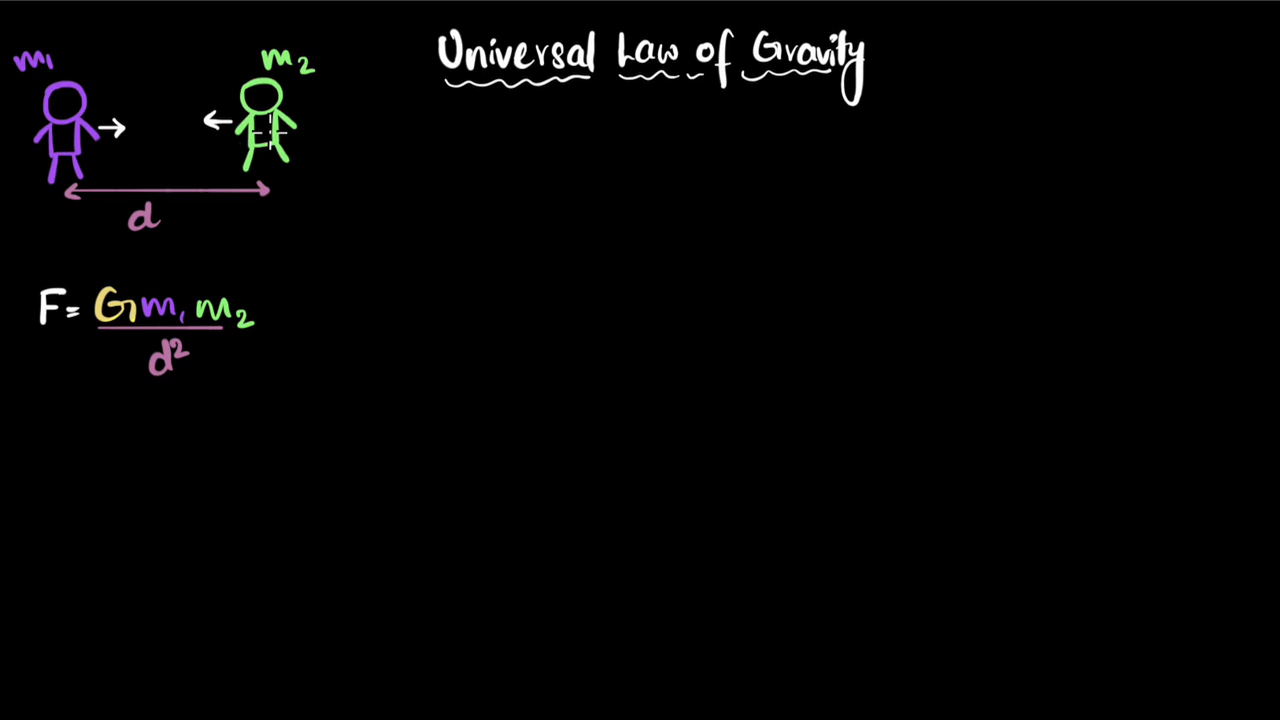 Universal Law of Gravity
m₁ m₂
d
F = Gm₁m₂
d²